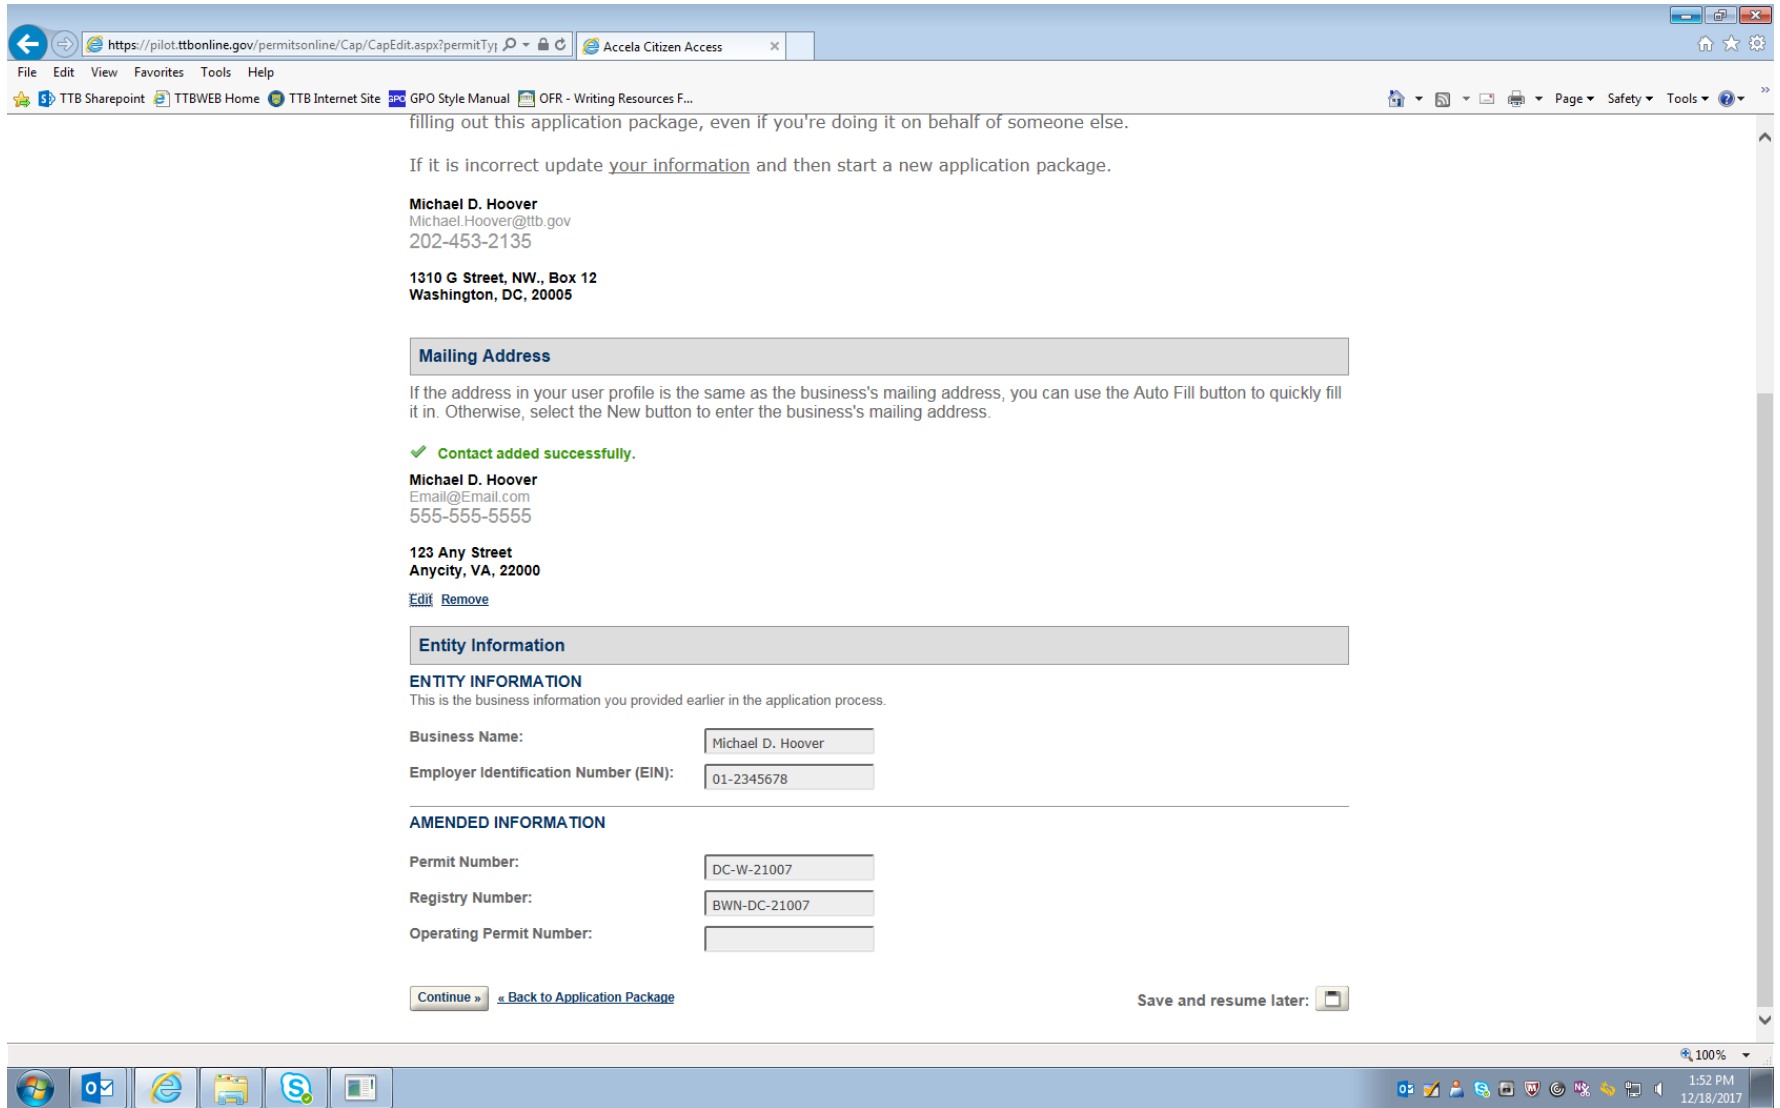 https://pilot.ttbonline.gov/permitsonline/Cap/CapEdit.aspx?permitTy
Accela Citizen Access
File Edit View Favorites Tools Help
TTB Sharepoint TTBWEB Home TTB Internet Site GPO GPO Style Manual OFR - Writing Resources F...
Page Safety Tools
filling out this application package, even if you're doing it on behalf of someone else.
If it is incorrect update your information and then start a new application package.
Michael D. Hoover
Michael.Hoover@ttb.gov
202-453-2135
1310 G Street, NW., Box 12
Washington, DC, 20005
Mailing Address
If the address in your user profile is the same as the business's mailing address, you can use the Auto Fill button to quickly fill
it in. Otherwise, select the New button to enter the business's mailing address.
Contact added successfully.
Michael D. Hoover
Email@Email.com
555-555-5555
123 Any Street
Anycity, VA, 22000
Edit Remove
Entity Information
ENTITY INFORMATION
This is the business information you provided earlier in the application process.
Business Name: Michael D. Hoover
Employer Identification Number (EIN): 01-2345678
AMENDED INFORMATION
Permit Number: DC-W-21007
Registry Number: BWN-DC-21007
Operating Permit Number:
Continue » « Back to Application Package Save and resume later:
100%
1:52 PM
12/18/2017